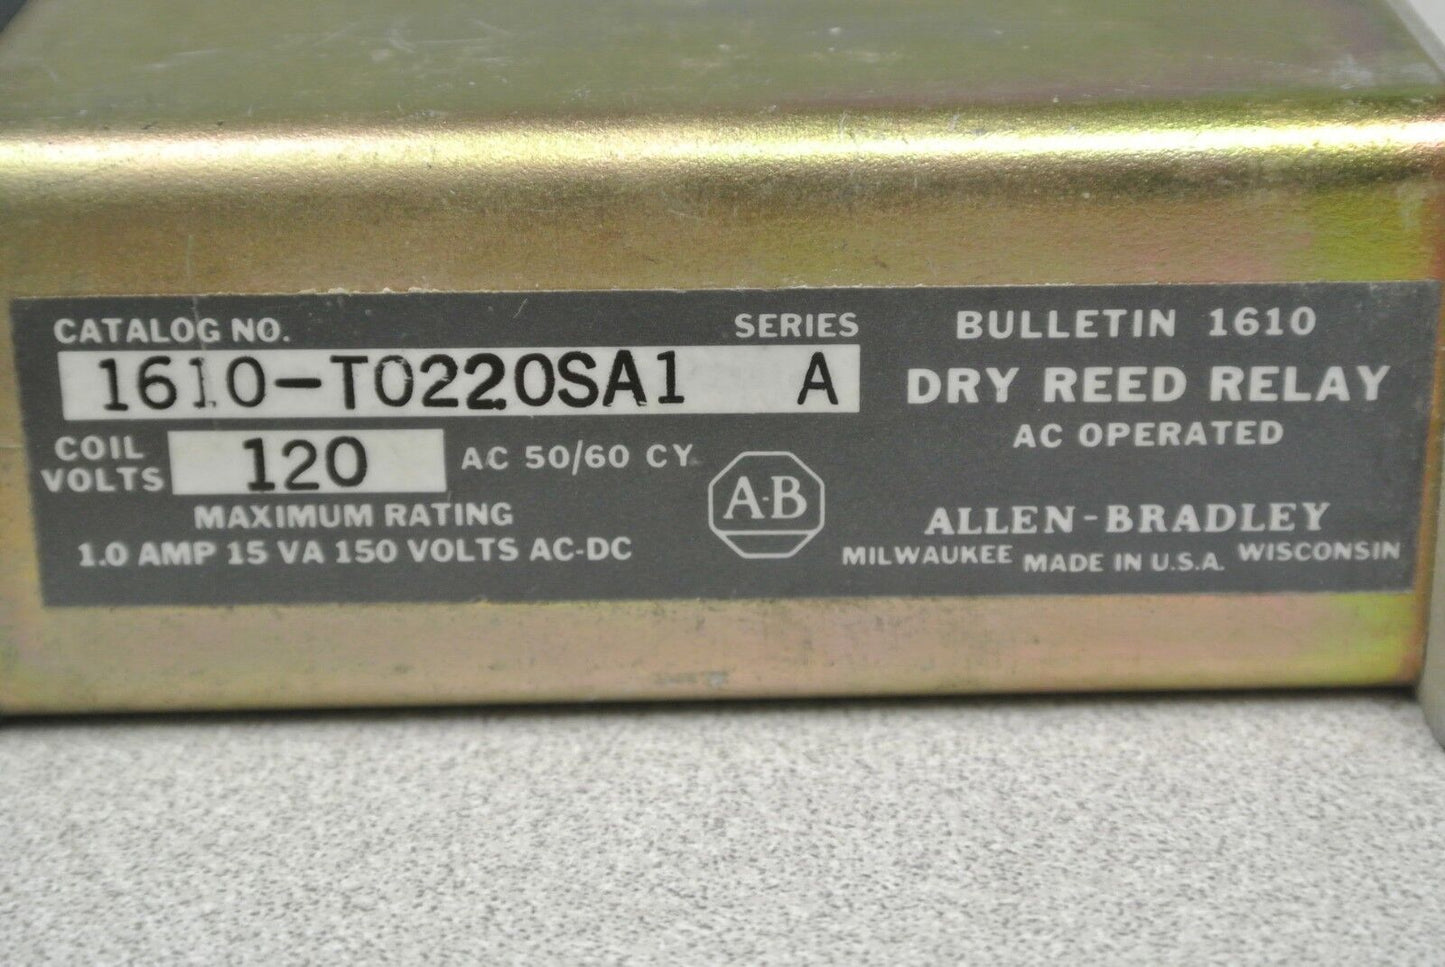 CATALOG NO. SERIES
1610-T0220SA1 A
COIL VOLTS 120 AC 50/60 CY.
MAXIMUM RATING
1.0 AMP 15 VA 150 VOLTS AC-DC
A-B
BULLETIN 1610
DRY REED RELAY
AC OPERATED
ALLEN-BRADLEY
MILWAUKEE MADE IN U.S.A. WISCONSIN